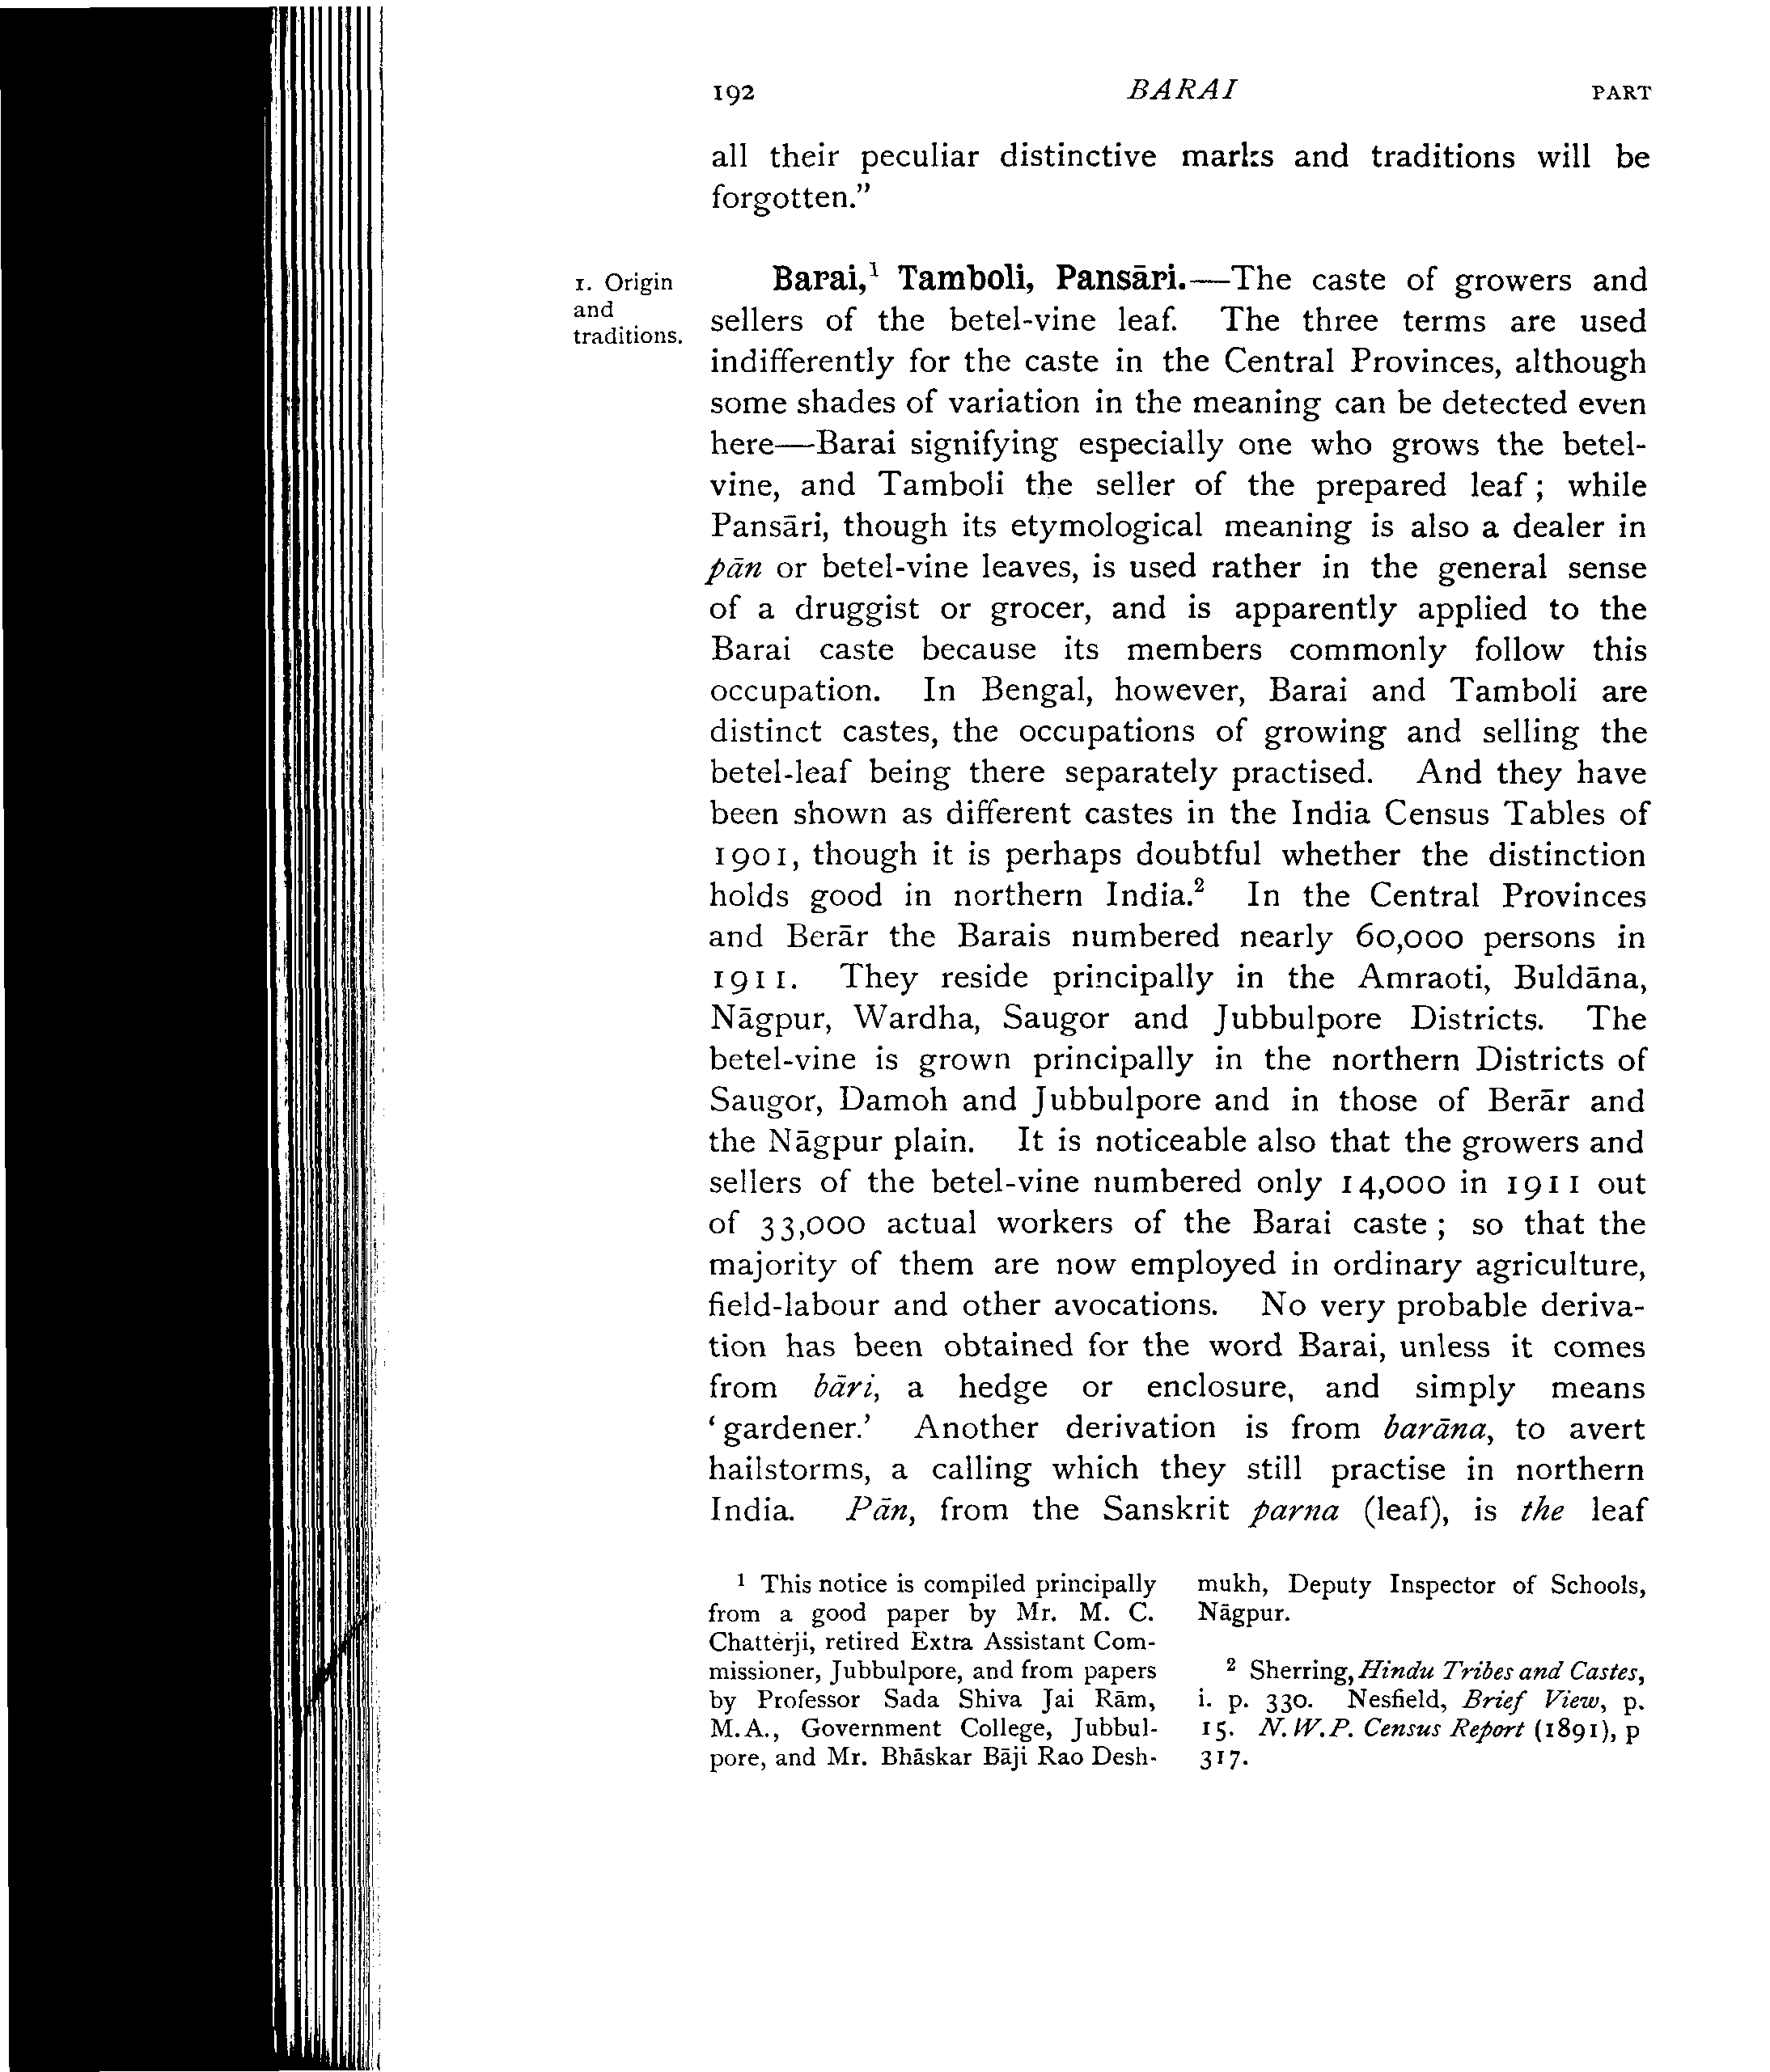 192 BARAI PART
all their peculiar distinctive marks and traditions will be
forgotten.”
1. Origin
and
traditions.
Barai,¹ Tamboli, Pansāri.—The caste of growers and
sellers of the betel-vine leaf. The three terms are used
indifferently for the caste in the Central Provinces, although
some shades of variation in the meaning can be detected even
here—Barai signifying especially one who grows the betel-
vine, and Tamboli the seller of the prepared leaf; while
Pansāri, though its etymological meaning is also a dealer in
pān or betel-vine leaves, is used rather in the general sense
of a druggist or grocer, and is apparently applied to the
Barai caste because its members commonly follow this
occupation. In Bengal, however, Barai and Tamboli are
distinct castes, the occupations of growing and selling the
betel-leaf being there separately practised. And they have
been shown as different castes in the India Census Tables of
1901, though it is perhaps doubtful whether the distinction
holds good in northern India.² In the Central Provinces
and Berār the Barais numbered nearly 60,000 persons in
1911. They reside principally in the Amraoti, Buldāna,
Nāgpur, Wardha, Saugor and Jubbulpore Districts. The
betel-vine is grown principally in the northern Districts of
Saugor, Damoh and Jubbulpore and in those of Berār and
the Nāgpur plain. It is noticeable also that the growers and
sellers of the betel-vine numbered only 14,000 in 1911 out
of 33,000 actual workers of the Barai caste; so that the
majority of them are now employed in ordinary agriculture,
field-labour and other avocations. No very probable deriva-
tion has been obtained for the word Barai, unless it comes
from bāri, a hedge or enclosure, and simply means
‘gardener.’ Another derivation is from barāna, to avert
hailstorms, a calling which they still practise in northern
India. Pān, from the Sanskrit parna (leaf), is the leaf
¹ This notice is compiled principally
from a good paper by Mr. M. C.
Chatterji, retired Extra Assistant Com-
missioner, Jubbulpore, and from papers
by Professor Sada Shiva Jai Rām,
M.A., Government College, Jubbul-
pore, and Mr. Bhāskar Bāji Rao Desh-
mukh, Deputy Inspector of Schools,
Nāgpur.
² Sherring, Hindu Tribes and Castes,
i. p. 330. Nesfield, Brief View, p.
15. N.W.P. Census Report (1891), p
317.